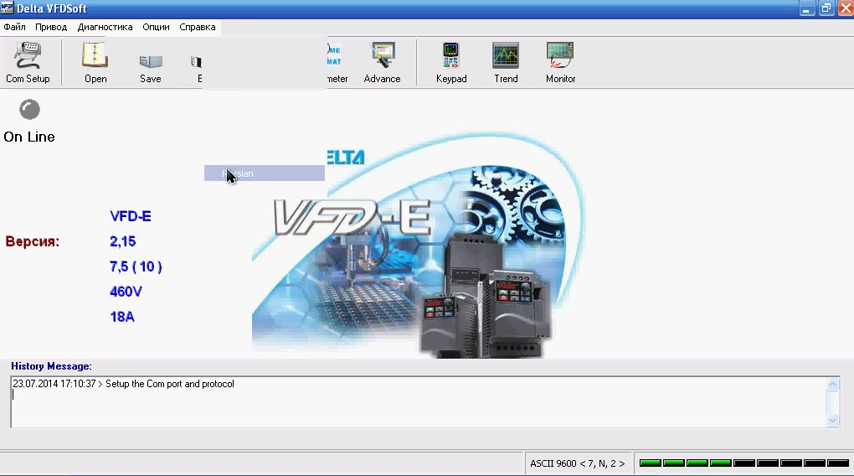 Delta VFDSoft
Файл Привод Диагностика Опции Справка
Com Setup Open Save Advance Keypad Trend Monitor
On Line
VFD-E
Версия: 2,15
7,5 ( 10 )
460V
18A
VFD-E
History Message:
23.07.2014 17:10:37 > Setup the Com port and protocol
ASCII 9600 < 7, N, 2 >